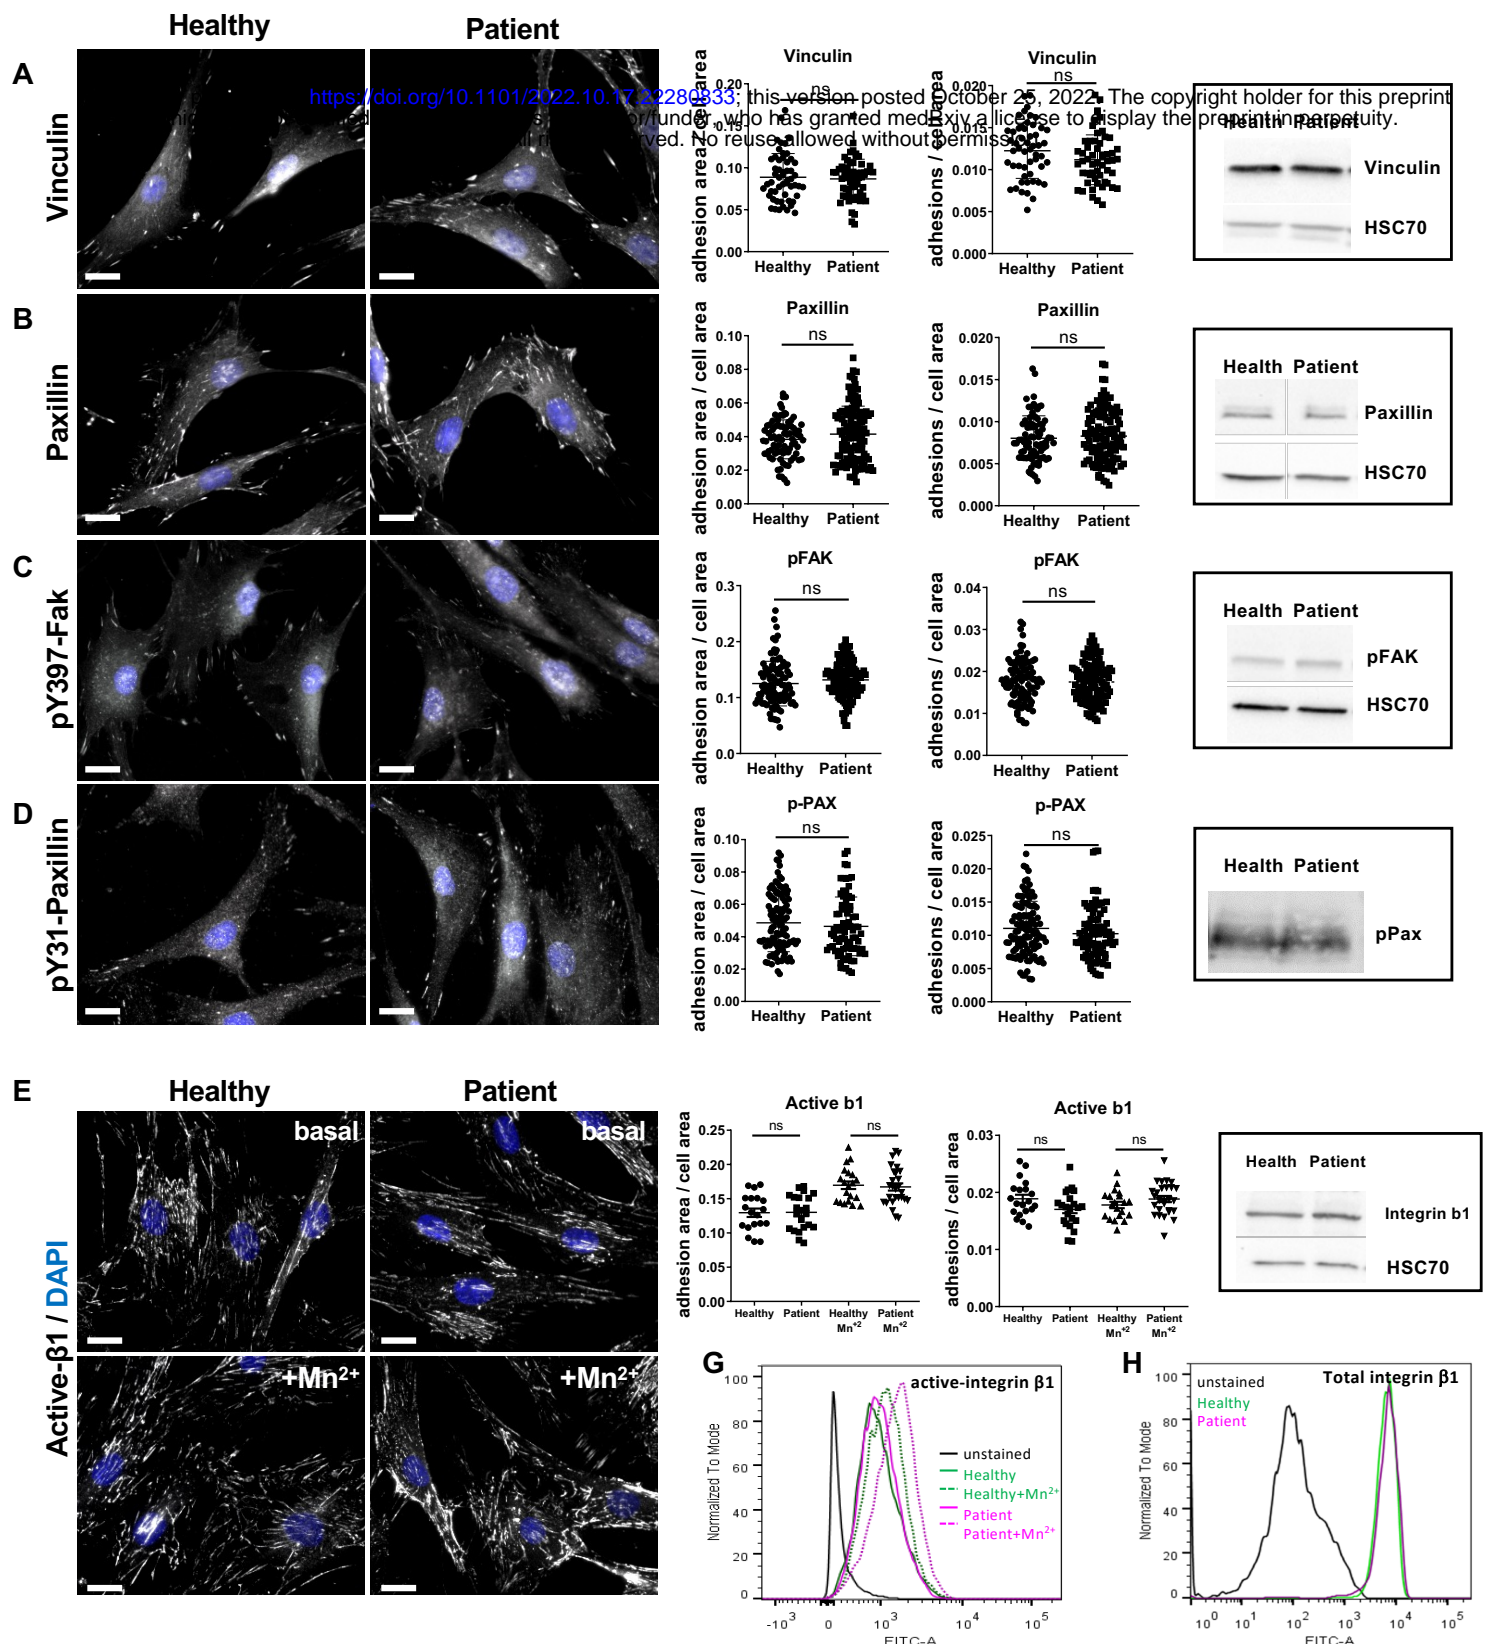 Healthy
Patient
A
Vinculin
Vinculin
adhesion area / cell area
0.20
0.15
0.10
0.05
0.00
ns
Healthy Patient
Vinculin
adhesions / cell area
0.020
0.015
0.010
0.005
0.000
ns
Healthy Patient
https://doi.org/10.1101/2022.10.17.22280833; this version posted October 25, 2022. The copyright holder for this preprint
or/funder, who has granted medRxiv a license to display the preprint in perpetuity.
No reuse allowed without permission
Health Patient
Vinculin
HSC70
B
Paxillin
Paxillin
adhesion area / cell area
0.10
0.08
0.06
0.04
0.02
0.00
ns
Healthy Patient
Paxillin
adhesions / cell area
0.020
0.015
0.010
0.005
0.000
ns
Healthy Patient
Health Patient
Paxillin
HSC70
C
pY397-Fak
pFAK
adhesion area / cell area
0.3
0.2
0.1
0.0
ns
Healthy Patient
pFAK
adhesions / cell area
0.04
0.03
0.02
0.01
0.00
ns
Healthy Patient
Health Patient
pFAK
HSC70
D
pY31-Paxillin
p-PAX
adhesion area / cell area
0.10
0.08
0.06
0.04
0.02
0.00
ns
Healthy Patient
p-PAX
adhesions / cell area
0.025
0.020
0.015
0.010
0.005
0.000
ns
Healthy Patient
Health Patient
pPax
E
Healthy
Patient
Active-β1 / DAPI
basal
basal
+Mn2+
+Mn2+
Active b1
adhesion area / cell area
0.25
0.20
0.15
0.10
0.05
0.00
ns
ns
Healthy Patient Healthy Patient
Mn+2 Mn+2
Active b1
adhesions / cell area
0.03
0.02
0.01
0.00
ns
ns
Healthy Patient Healthy Patient
Mn+2 Mn+2
Health Patient
Integrin b1
HSC70
G
active-integrin β1
Normalized To Mode
100
80
60
40
20
0
unstained
Healthy
Healthy+Mn2+
Patient
Patient+Mn2+
-103 0 103 104 105
FITC-A
H
Total integrin β1
Normalized To Mode
100
80
60
40
20
0
unstained
Healthy
Patient
100 101 102 103 104 105
FITC-A